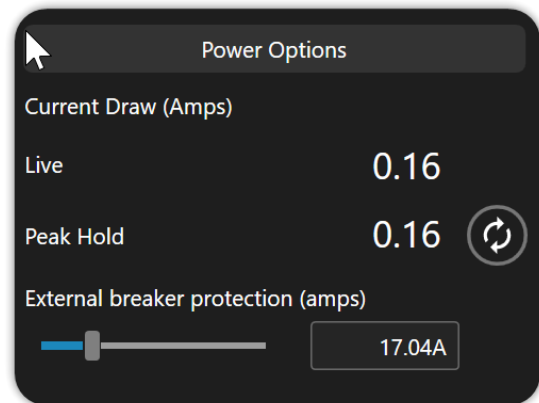 Power Options
Current Draw (Amps)
Live 0.16
Peak Hold 0.16
External breaker protection (amps)
17.04A